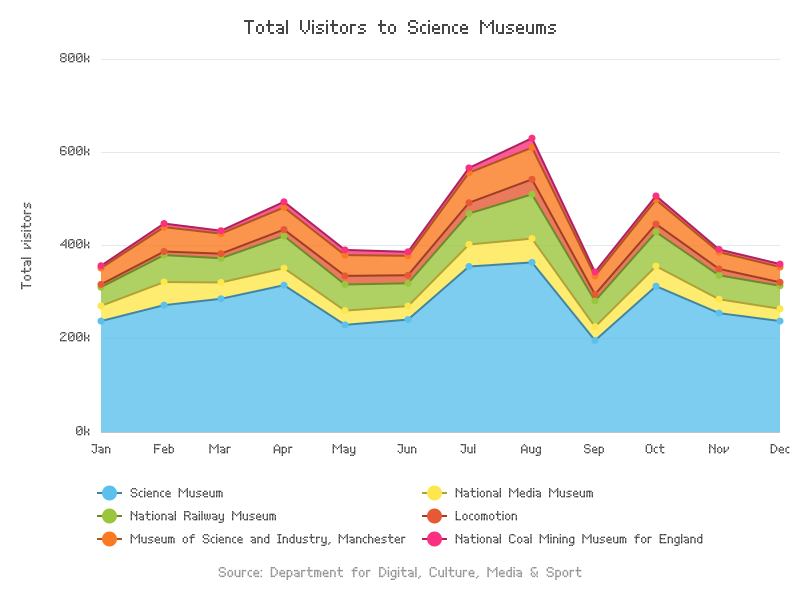 Total Visitors to Science Museums
800k
600k
400k
200k
0k
Total visitors
Jan Feb Mar Apr May Jun Jul Aug Sep Oct Nov Dec
Science Museum
National Media Museum
National Railway Museum
Locomotion
Museum of Science and Industry, Manchester
National Coal Mining Museum for England
Source: Department for Digital, Culture, Media & Sport